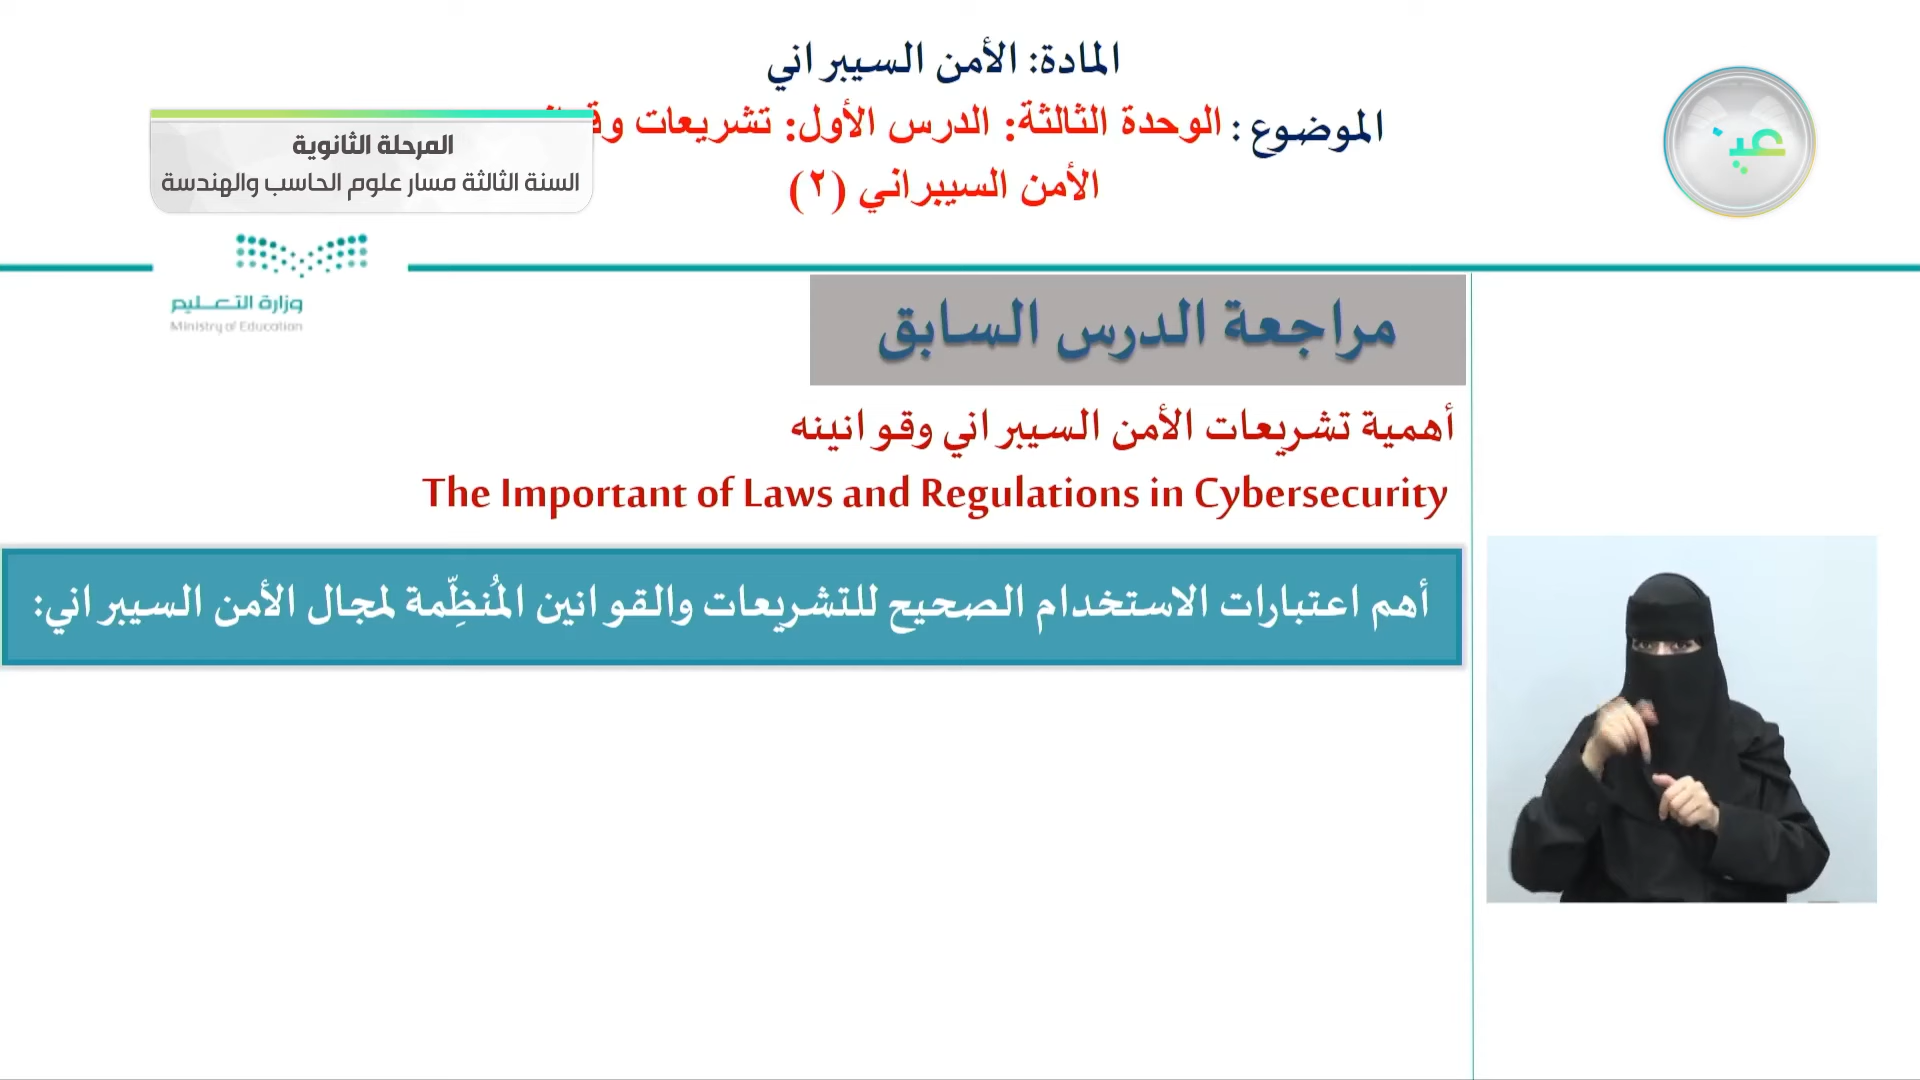 المادة: الأمن السيبراني
الموضوع: الوحدة الثالثة: الدرس الأول: تشريعات
الأمن السيبراني (٢)
المرحلة الثانوية
السنة الثالثة مسار علوم الحاسب والهندسة
عين
وزارة التعليم
Ministry of Education
مراجعة الدرس السابق
أهمية تشريعات الأمن السيبراني وقوانينه
The Important of Laws and Regulations in Cybersecurity
أهم اعتبارات الاستخدام الصحيح للتشريعات والقوانين المُنظِّمة لمجال الأمن السيبراني: